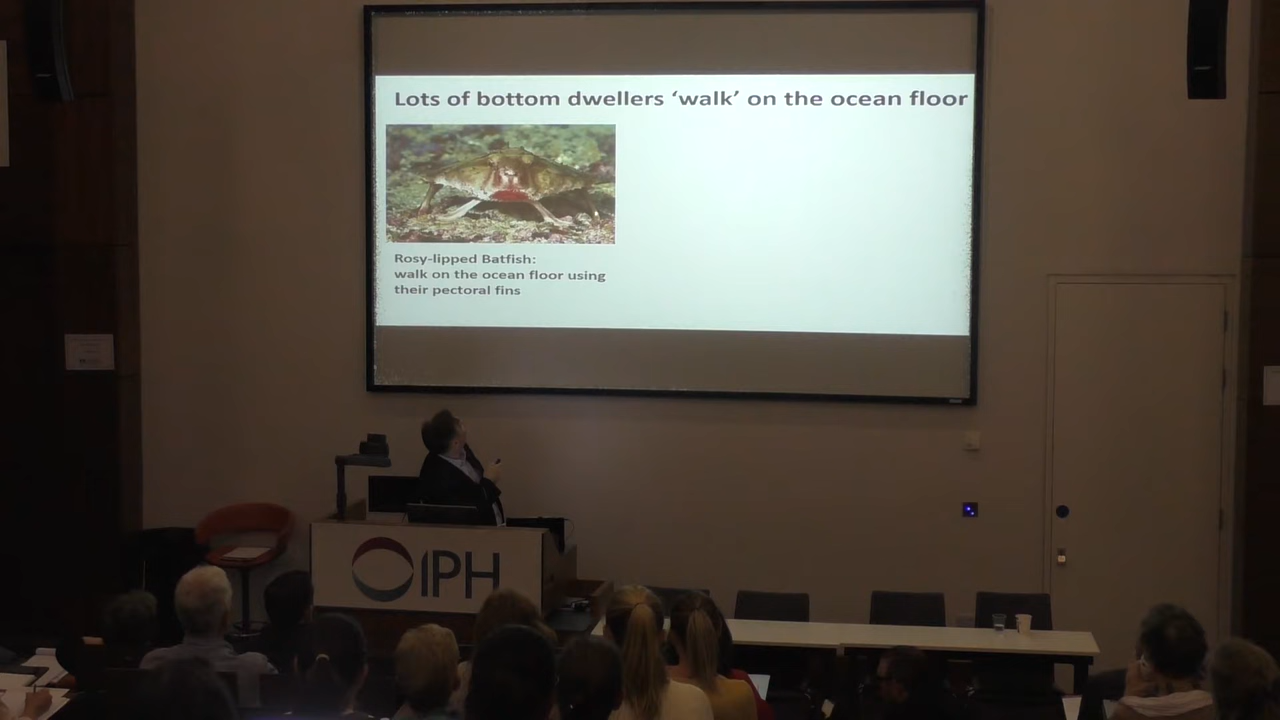 Lots of bottom dwellers ‘walk’ on the ocean floor
Rosy-lipped Batfish:
walk on the ocean floor using
their pectoral fins
IPH